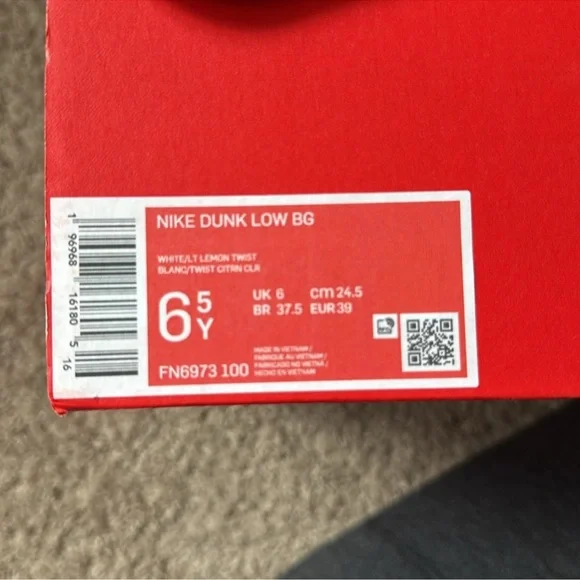 NIKE DUNK LOW BG
WHITE/LT LEMON TWIST
BLANC/TWIST CITRN CLR
6 5 Y
UK 6 cm 24.5
BR 37.5 EUR 39
FN6973 100
MADE IN VIETNAM /
FABRIQUE AU VIETNAM /
FABRICADO NO VIETNÃ /
HECHO EN VIETNAM
1 96968 16180 5 16